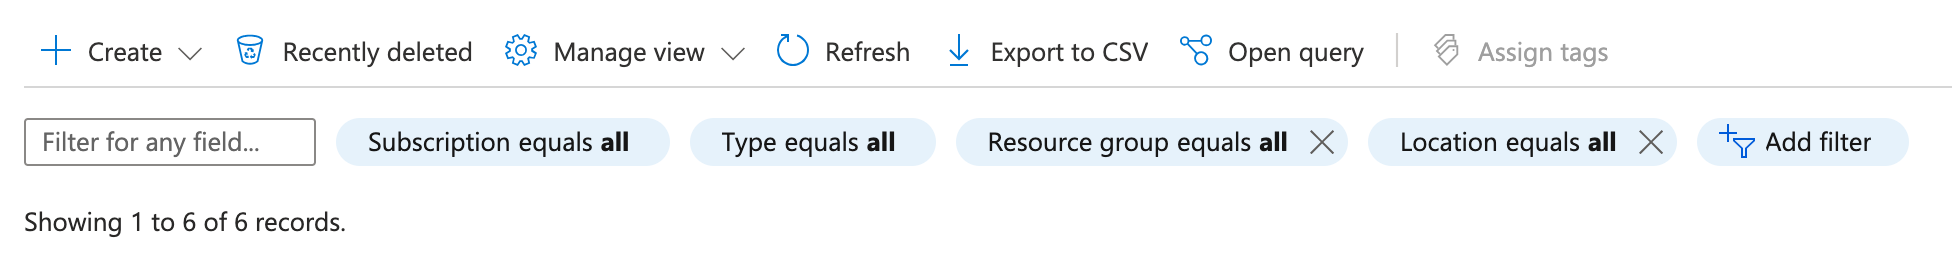 Create Recently deleted Manage view Refresh Export to CSV Open query Assign tags
Filter for any field... Subscription equals all Type equals all Resource group equals all Location equals all Add filter
Showing 1 to 6 of 6 records.